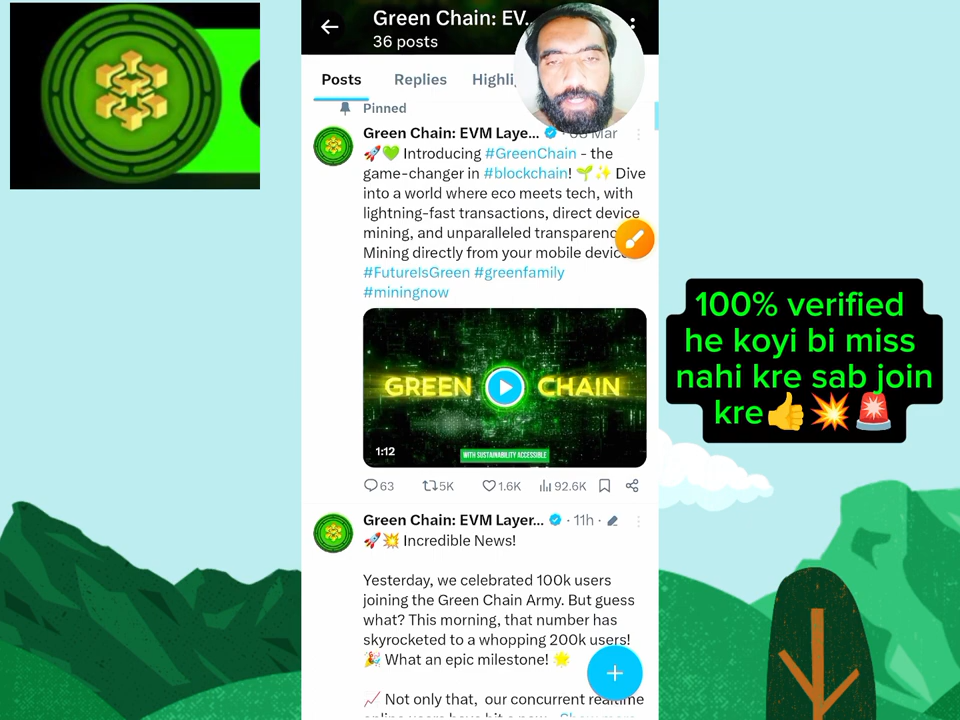 Green Chain: EV...
36 posts
Posts Replies
Pinned
Green Chain: EVM Laye... · 08 Mar
🚀💚 Introducing #GreenChain - the
game-changer in #blockchain! 🌱✨ Dive
into a world where eco meets tech, with
lightning-fast transactions, direct device
mining, and unparalleled
Mining directly from your mobile
#FutureIsGreen #greenfamily
#miningnow
GREEN CHAIN
WITH SUSTAINABILITY ACCESSIBLE
1:12
63 5K 1.6K 92.6K
Green Chain: EVM Layer... · 11h ·
🚀💥 Incredible News!
Yesterday, we celebrated 100k users
joining the Green Chain Army. But guess
what? This morning, that number has
skyrocketed to a whopping 200k users!
🎉 What an epic milestone! 🌟
📈 Not only that, our concurrent realtime
100% verified
he koyi bi miss
nahi kre sab join
kre👍💥🚨